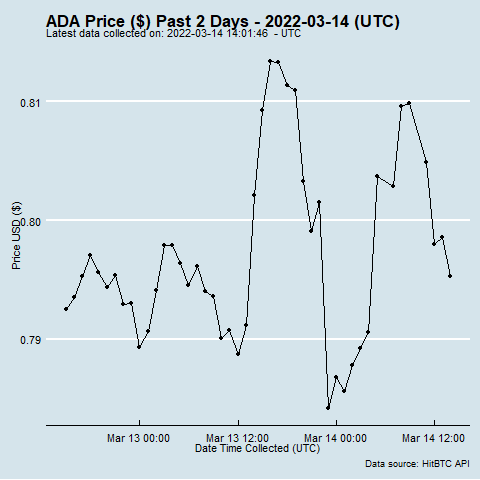 ADA Price ($) Past 2 Days - 2022-03-14 (UTC)
Latest data collected on: 2022-03-14 14:01:46  - UTC
0.81
0.80
0.79
Price USD ($)
Mar 13 00:00
Mar 13 12:00
Mar 14 00:00
Mar 14 12:00
Date Time Collected (UTC)
Data source: HitBTC API